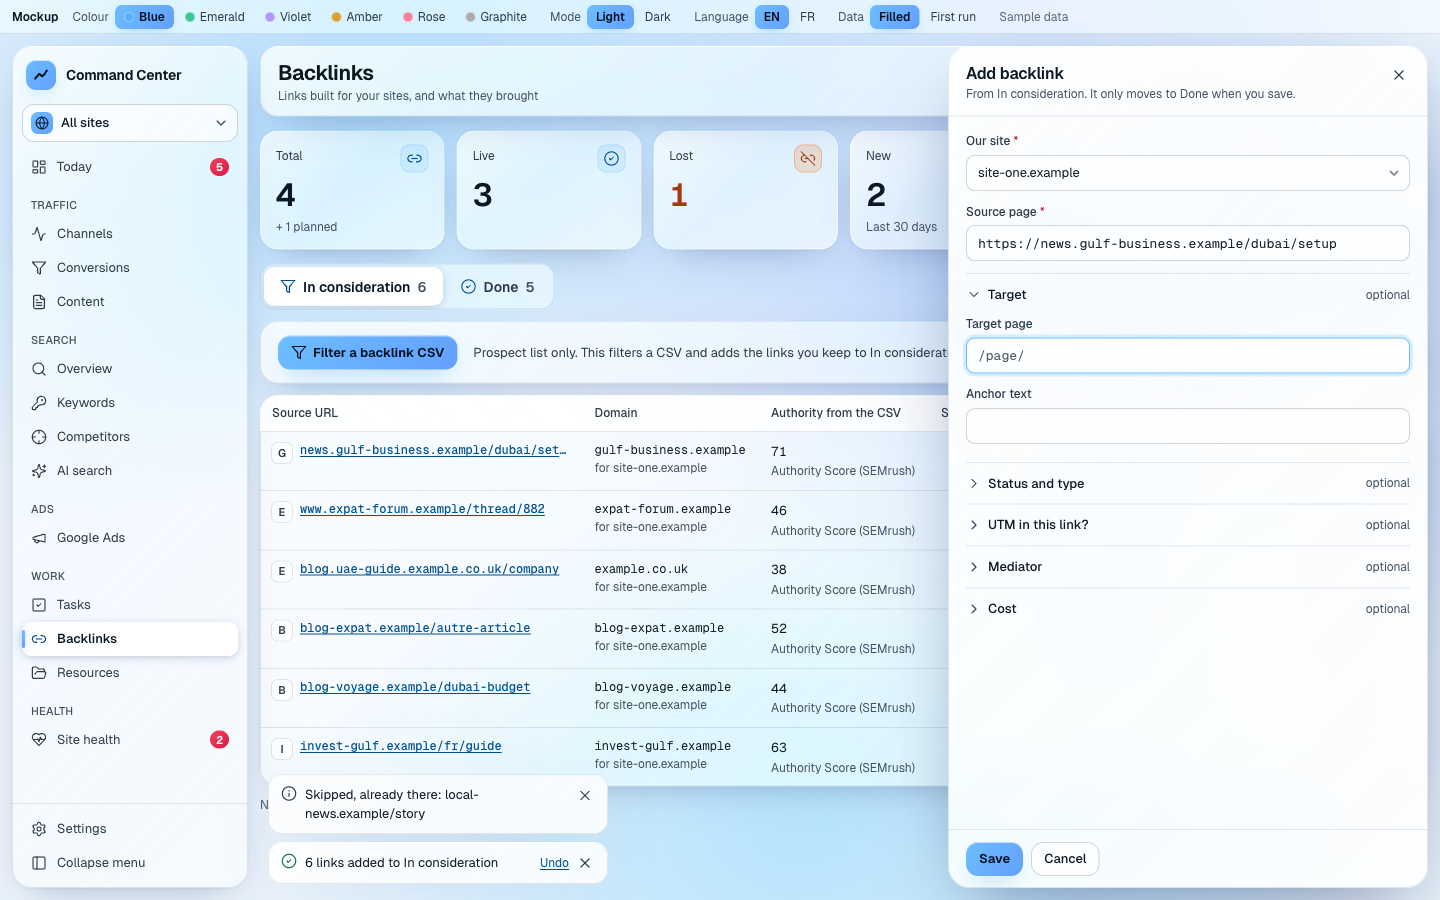 Mockup Colour Blue Emerald Violet Amber Rose Graphite Mode Light Dark Language EN FR Data Filled First run Sample data
Command Center
All sites
Today 5
TRAFFIC
Channels
Conversions
Content
SEARCH
Overview
Keywords
Competitors
AI search
ADS
Google Ads
WORK
Tasks
Backlinks
Resources
HEALTH
Site health 2
Settings
Collapse menu
Backlinks
Links built for your sites, and what they brought
Total
4
+ 1 planned
Live
3
Lost
1
New
2
Last 30 days
In consideration 6
Done 5
Filter a backlink CSV
Prospect list only. This filters a CSV and adds the links you keep to In considerati
Source URL Domain Authority from the CSV S
G news.gulf-business.example/dubai/set… gulf-business.example 71
for site-one.example Authority Score (SEMrush)
E www.expat-forum.example/thread/882 expat-forum.example 46
for site-one.example Authority Score (SEMrush)
E blog.uae-guide.example.co.uk/company example.co.uk 38
for site-one.example Authority Score (SEMrush)
B blog-expat.example/autre-article blog-expat.example 52
for site-one.example Authority Score (SEMrush)
B blog-voyage.example/dubai-budget blog-voyage.example 44
for site-one.example Authority Score (SEMrush)
I invest-gulf.example/fr/guide invest-gulf.example 63
for site-one.example Authority Score (SEMrush)
N
Skipped, already there: local-
news.example/story
6 links added to In consideration Undo
Add backlink
From In consideration. It only moves to Done when you save.
Our site *
site-one.example
Source page *
https://news.gulf-business.example/dubai/setup
Target optional
Target page
/page/
Anchor text
Status and type optional
UTM in this link? optional
Mediator optional
Cost optional
Save Cancel